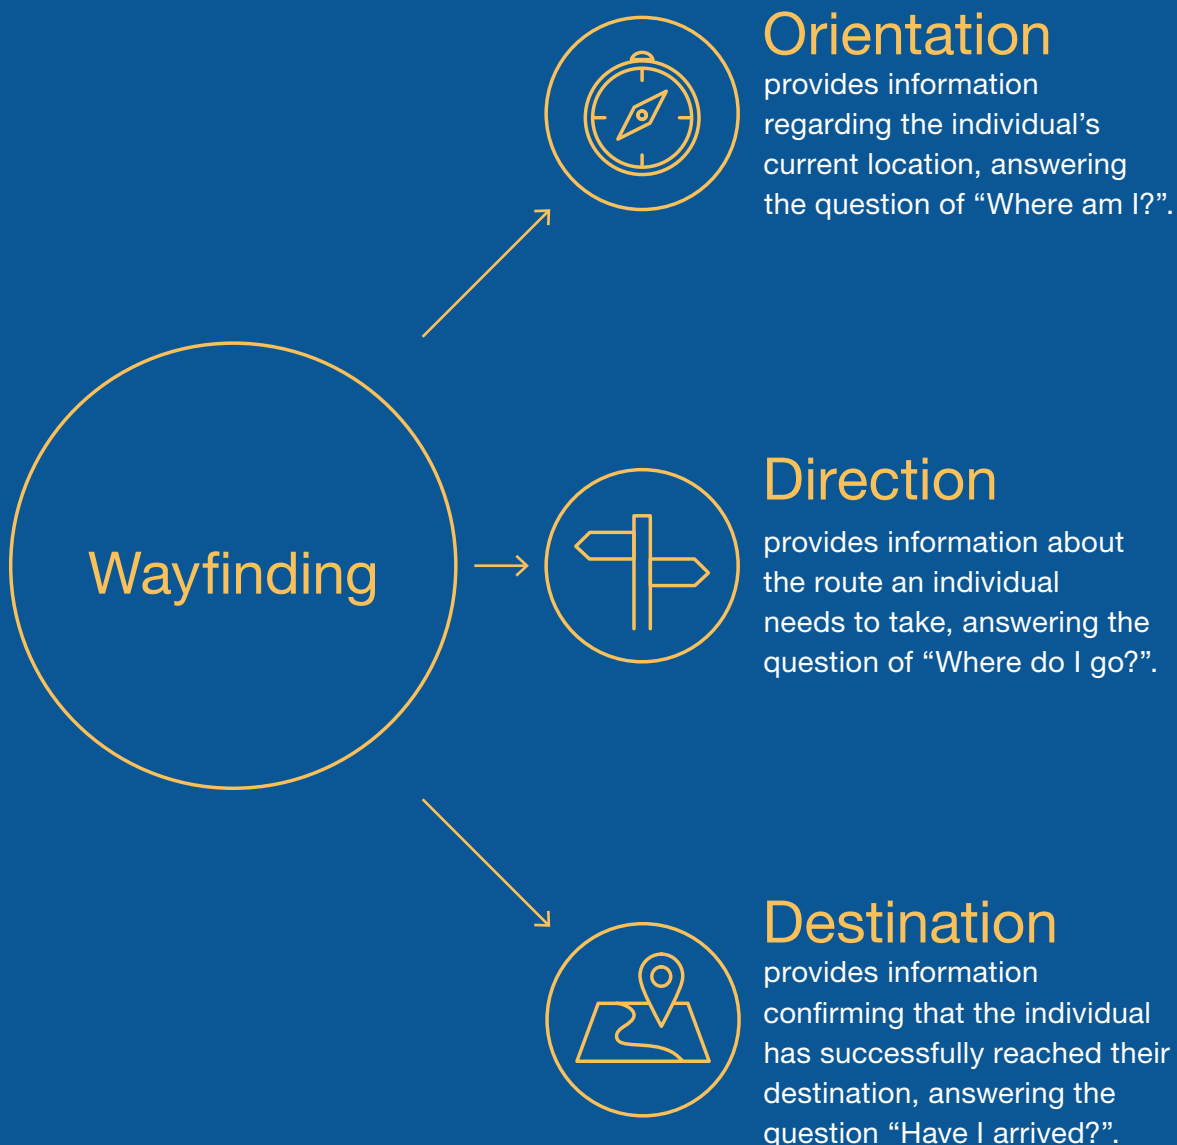 Orientation
provides information
regarding the individual’s
current location, answering
the question of “Where am I?”.
Wayfinding
Direction
provides information about
the route an individual
needs to take, answering the
question of “Where do I go?”.
Destination
provides information
confirming that the individual
has successfully reached their
destination, answering the
question “Have I arrived?”.